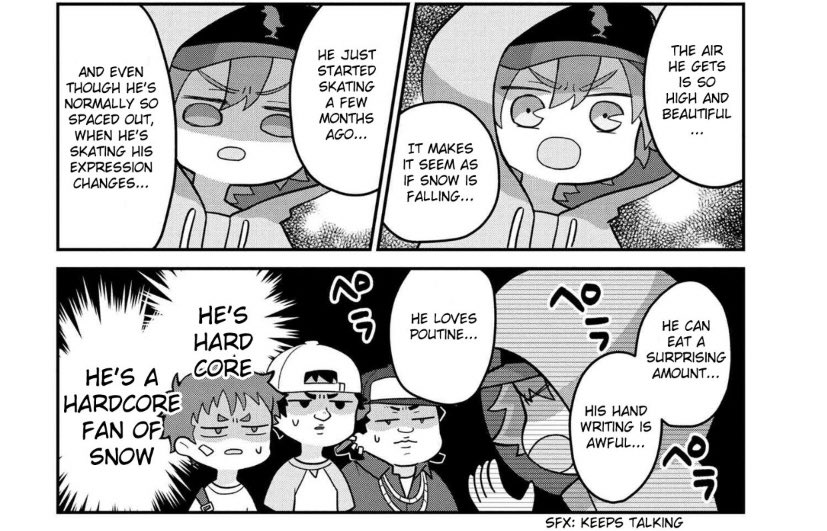 THE AIR
HE GETS
IS SO
HIGH AND
BEAUTIFUL
...
IT MAKES
IT SEEM AS
IF SNOW IS
FALLING...
HE JUST
STARTED
SKATING
A FEW
MONTHS
AGO...
AND EVEN
THOUGH HE'S
NORMALLY SO
SPACED OUT,
WHEN HE'S
SKATING HIS
EXPRESSION
CHANGES...
HE CAN
EAT A
SURPRISING
AMOUNT...
HIS HAND
WRITING IS
AWFUL...
ペラ
ペラ
HE LOVES
POUTINE...
ペラ
HE'S
HARD
CORE
HE'S A
HARDCORE
FAN OF
SNOW
SFX: KEEPS TALKING